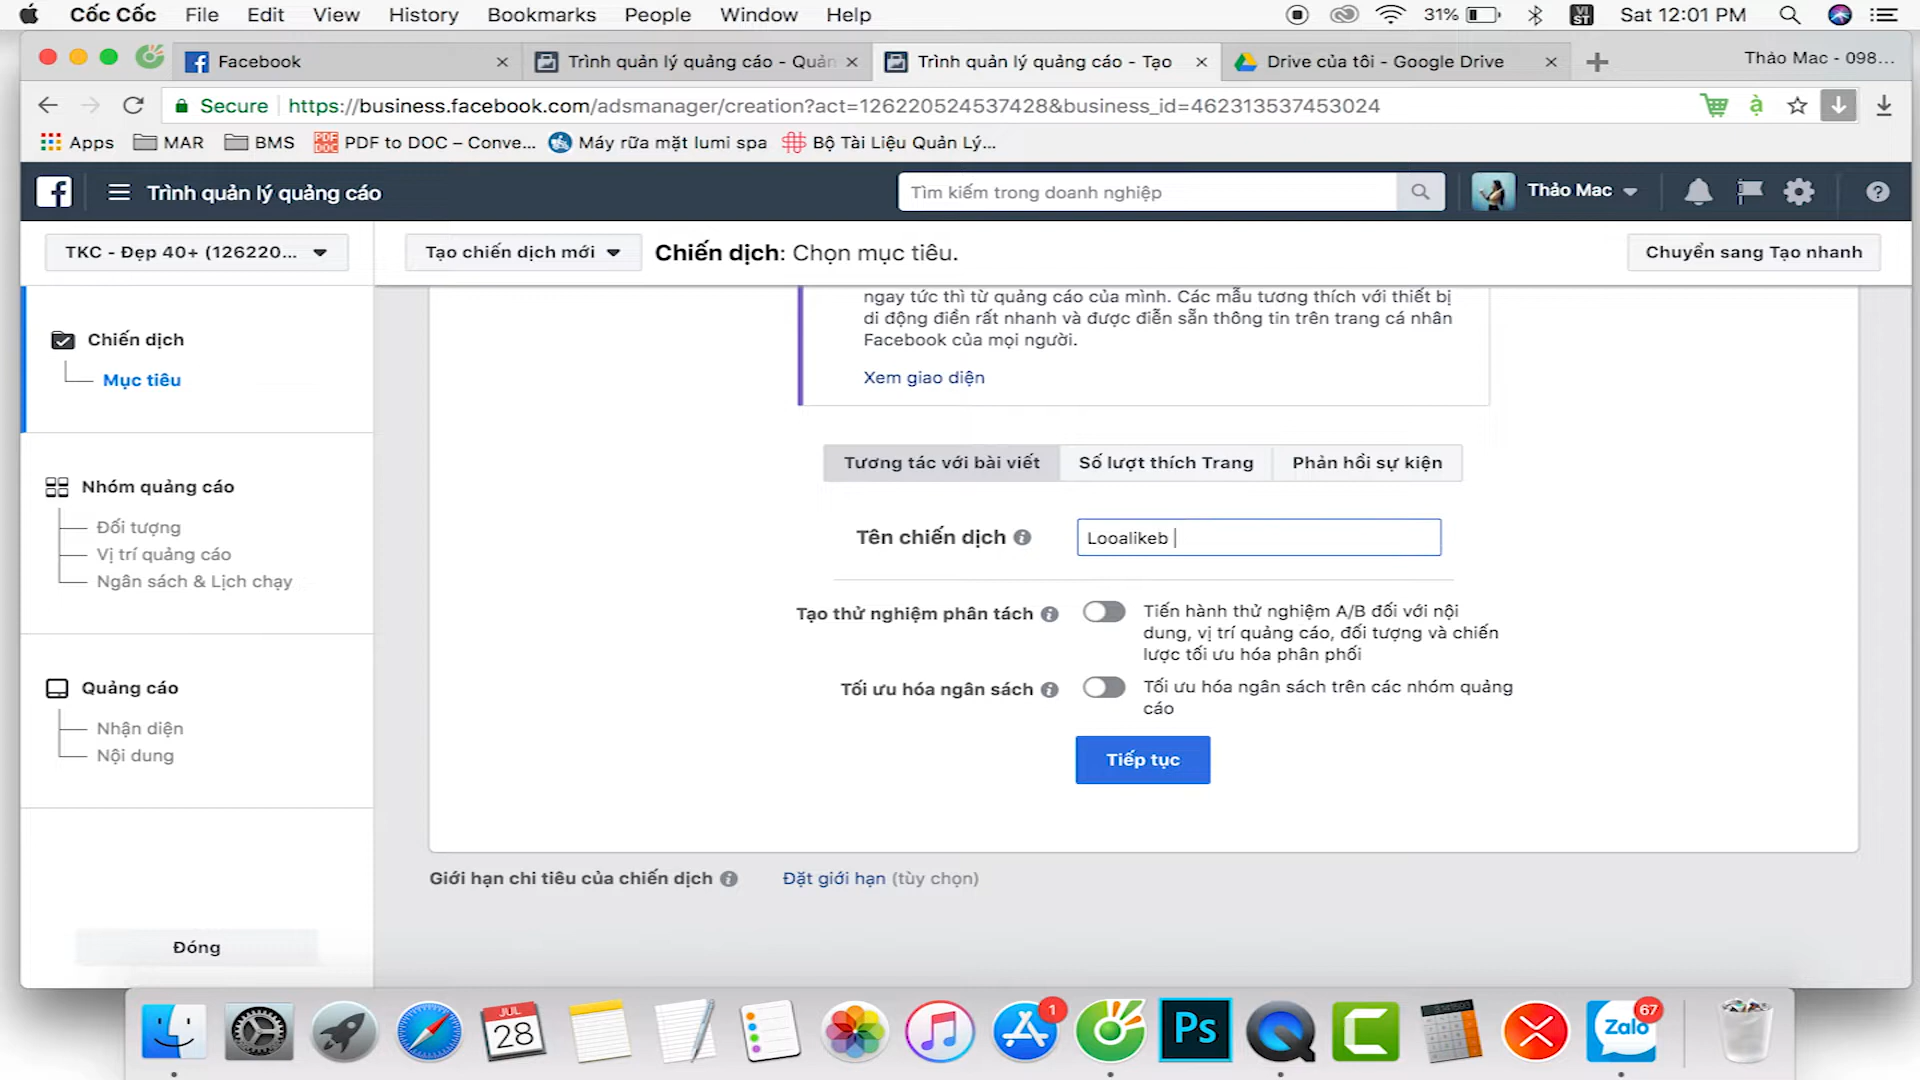 Cốc Cốc File Edit View History Bookmarks People Window Help 31% VI ST Sat 12:01 PM
Facebook Trình quản lý quảng cáo - Quản Trình quản lý quảng cáo - Tạo Drive của tôi - Google Drive Thảo Mac - 098...
Secure https://business.facebook.com/adsmanager/creation?act=126220524537428&business_id=462313537453024 à
Apps MAR BMS PDF DOC PDF to DOC – Conve... Máy rữa mặt lumi spa Bộ Tài Liệu Quản Lý...
Trình quản lý quảng cáo Tìm kiếm trong doanh nghiệp Thảo Mac
TKC - Đẹp 40+ (126220... Tạo chiến dịch mới Chiến dịch: Chọn mục tiêu. Chuyển sang Tạo nhanh
Chiến dịch
Mục tiêu
Nhóm quảng cáo
Đối tượng
Vị trí quảng cáo
Ngân sách & Lịch chạy
Quảng cáo
Nhận diện
Nội dung
Đóng
ngay tức thì từ quảng cáo của mình. Các mẫu tương thích với thiết bị
di động điền rất nhanh và được điền sẵn thông tin trên trang cá nhân
Facebook của mọi người.
Xem giao diện
Tương tác với bài viết Số lượt thích Trang Phản hồi sự kiện
Tên chiến dịch Looalikeb
Tạo thử nghiệm phân tách Tiến hành thử nghiệm A/B đối với nội
dung, vị trí quảng cáo, đối tượng và chiến
lược tối ưu hóa phân phối
Tối ưu hóa ngân sách Tối ưu hóa ngân sách trên các nhóm quảng
cáo
Tiếp tục
Giới hạn chi tiêu của chiến dịch Đặt giới hạn (tùy chọn)
JUL
28
1
Ps
Zalo
67